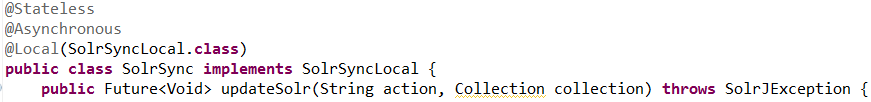 @Stateless
@Asynchronous
@Local(SolrSyncLocal.class)
public class SolrSync implements SolrSyncLocal {
public Future<Void> updateSolr(String action, Collection collection) throws SolrJException {